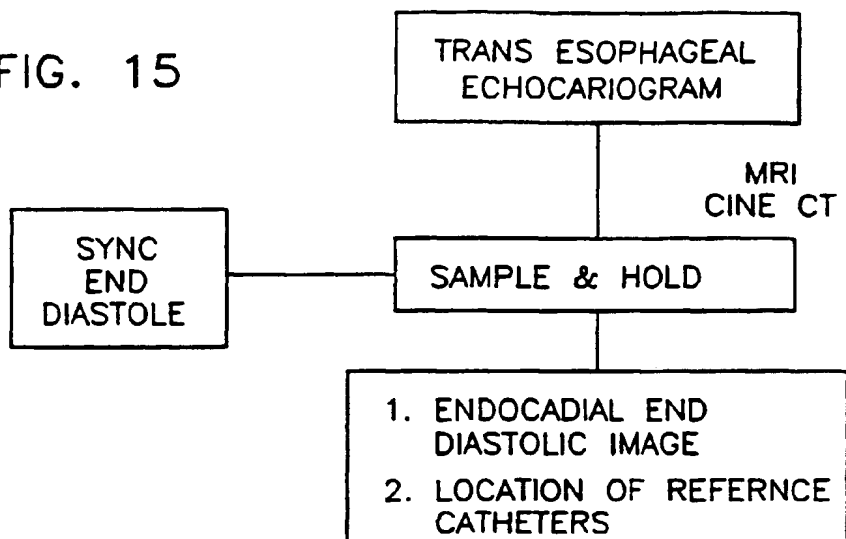 FIG. 15
TRANS ESOPHAGEAL
ECHOCARIOGRAM
MRI
CINE CT
SYNC
END
DIASTOLE
SAMPLE & HOLD
1. ENDOCADIAL END
DIASTOLIC IMAGE
2. LOCATION OF REFERNCE
CATHETERS